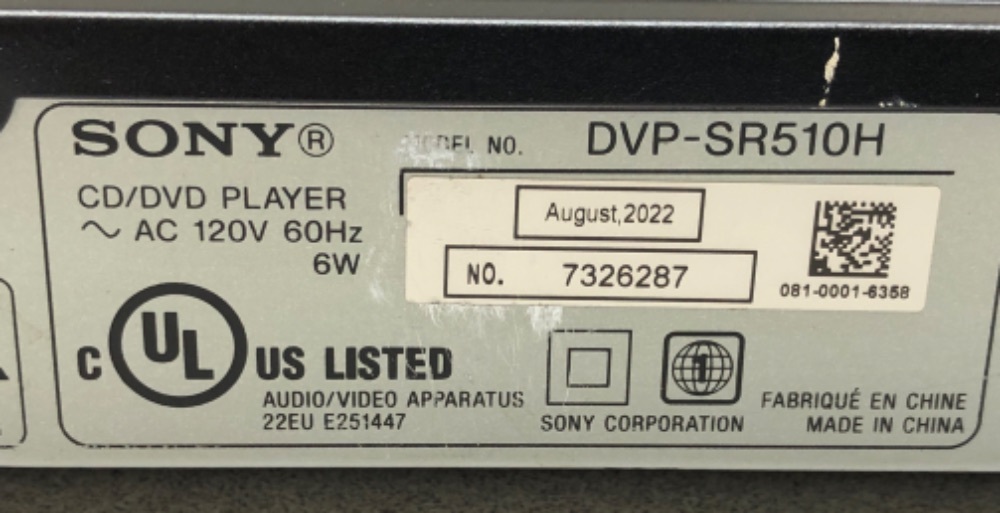 SONY®
MODEL NO. DVP-SR510H
CD/DVD PLAYER
~ AC 120V 60Hz
6W
August,2022
NO. 7326287
081-0001-6358
C UL US LISTED
AUDIO/VIDEO APPARATUS
22EU E251447
1
SONY CORPORATION
FABRIQUÉ EN CHINE
MADE IN CHINA